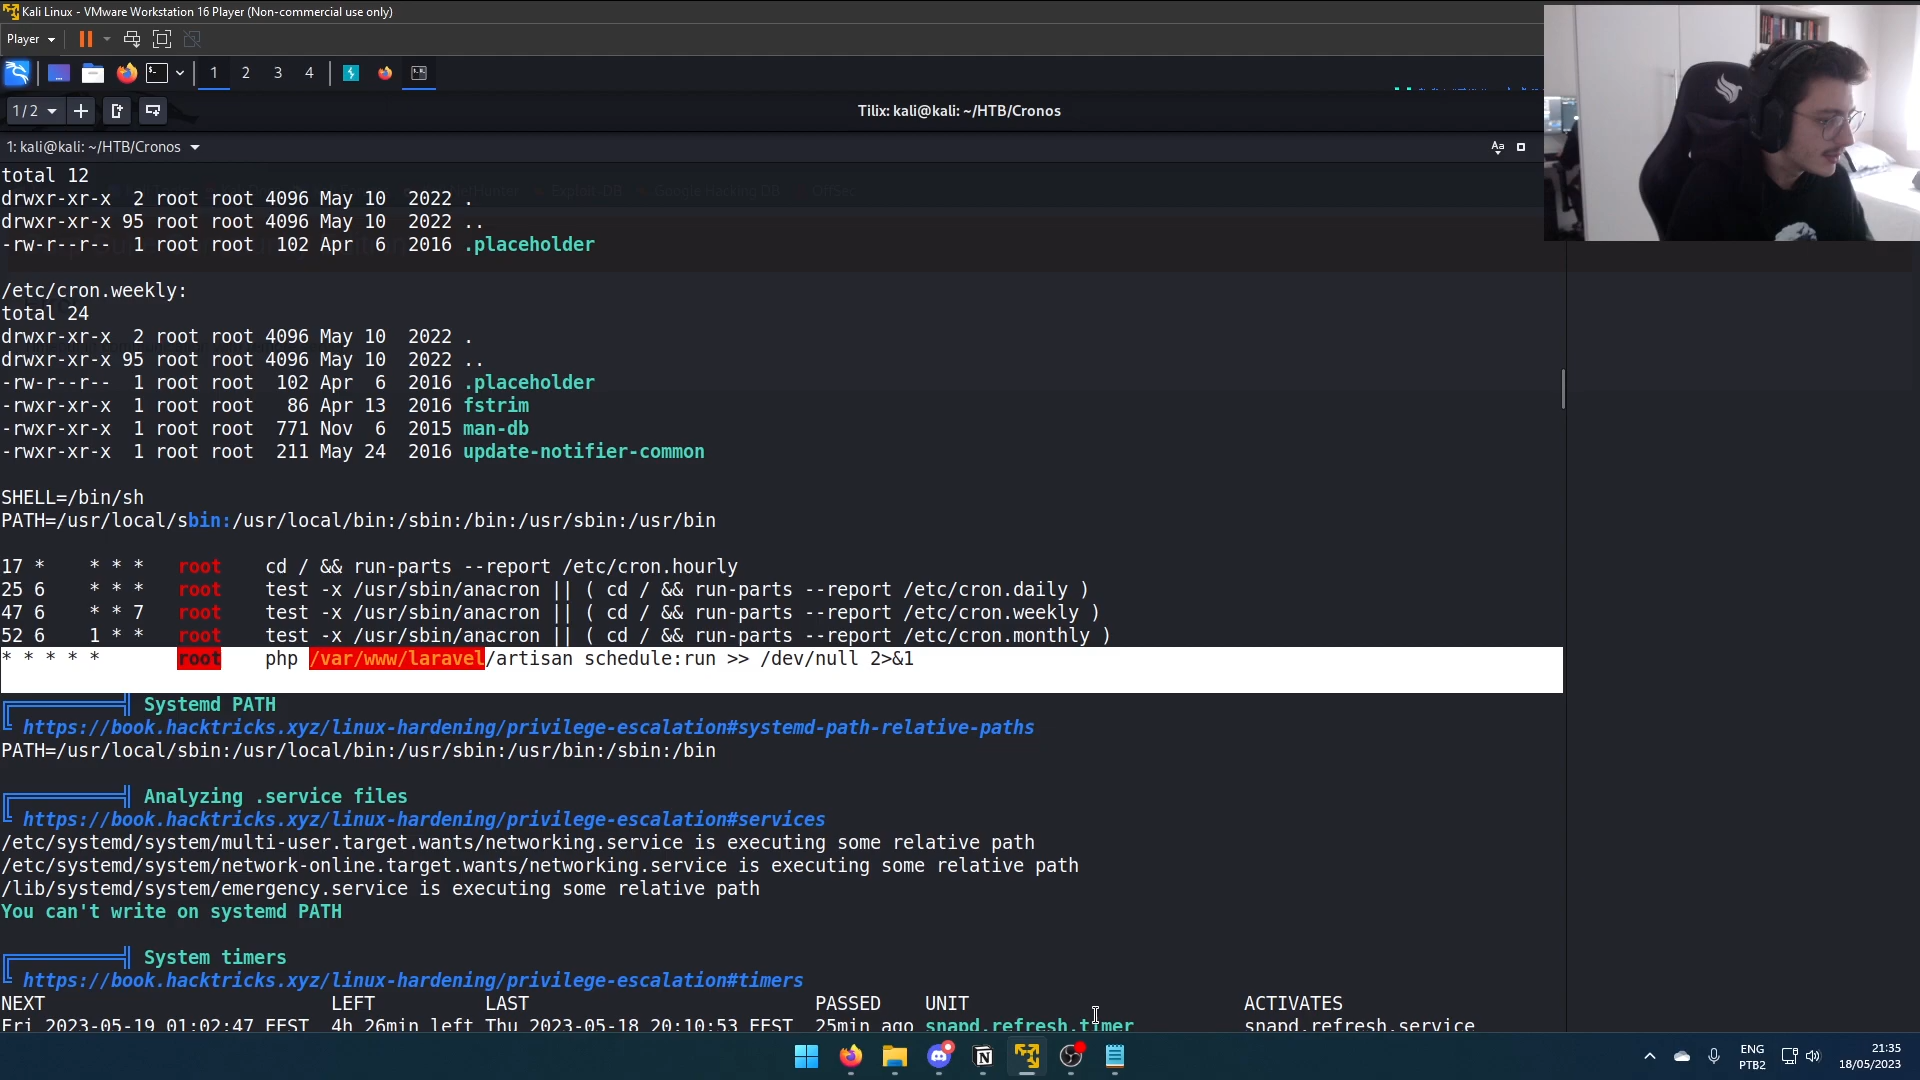 Kali Linux - VMware Workstation 16 Player (Non-commercial use only)
Player
1 2 3 4
1/2
Tilix: kali@kali: ~/HTB/Cronos
1: kali@kali: ~/HTB/Cronos
Aa
total 12
drwxr-xr-x  2 root root 4096 May 10  2022 .
drwxr-xr-x 95 root root 4096 May 10  2022 ..
-rw-r--r--  1 root root  102 Apr  6  2016 .placeholder
/etc/cron.weekly:
total 24
drwxr-xr-x  2 root root 4096 May 10  2022 .
drwxr-xr-x 95 root root 4096 May 10  2022 ..
-rw-r--r--  1 root root  102 Apr  6  2016 .placeholder
-rwxr-xr-x  1 root root   86 Apr 13  2016 fstrim
-rwxr-xr-x  1 root root  771 Nov  6  2015 man-db
-rwxr-xr-x  1 root root  211 May 24  2016 update-notifier-common
SHELL=/bin/sh
PATH=/usr/local/sbin:/usr/local/bin:/sbin:/bin:/usr/sbin:/usr/bin
17 *    * * *   root    cd / && run-parts --report /etc/cron.hourly
25 6    * * *   root    test -x /usr/sbin/anacron || ( cd / && run-parts --report /etc/cron.daily )
47 6    * * 7   root    test -x /usr/sbin/anacron || ( cd / && run-parts --report /etc/cron.weekly )
52 6    1 * *   root    test -x /usr/sbin/anacron || ( cd / && run-parts --report /etc/cron.monthly )
* * * * *       root    php /var/www/laravel/artisan schedule:run >> /dev/null 2>&1
Systemd PATH
https://book.hacktricks.xyz/linux-hardening/privilege-escalation#systemd-path-relative-paths
PATH=/usr/local/sbin:/usr/local/bin:/usr/sbin:/usr/bin:/sbin:/bin
Analyzing .service files
https://book.hacktricks.xyz/linux-hardening/privilege-escalation#services
/etc/systemd/system/multi-user.target.wants/networking.service is executing some relative path
/etc/systemd/system/network-online.target.wants/networking.service is executing some relative path
/lib/systemd/system/emergency.service is executing some relative path
You can't write on systemd PATH
System timers
https://book.hacktricks.xyz/linux-hardening/privilege-escalation#timers
NEXT                          LEFT          LAST                          PASSED    UNIT                         ACTIVATES
Fri 2023-05-19 01:02:47 EEST  4h 26min left Thu 2023-05-18 20:10:53 EEST  25min ago snapd.refresh.timer          snapd.refresh.service
ENG
PTB2
21:35
18/05/2023